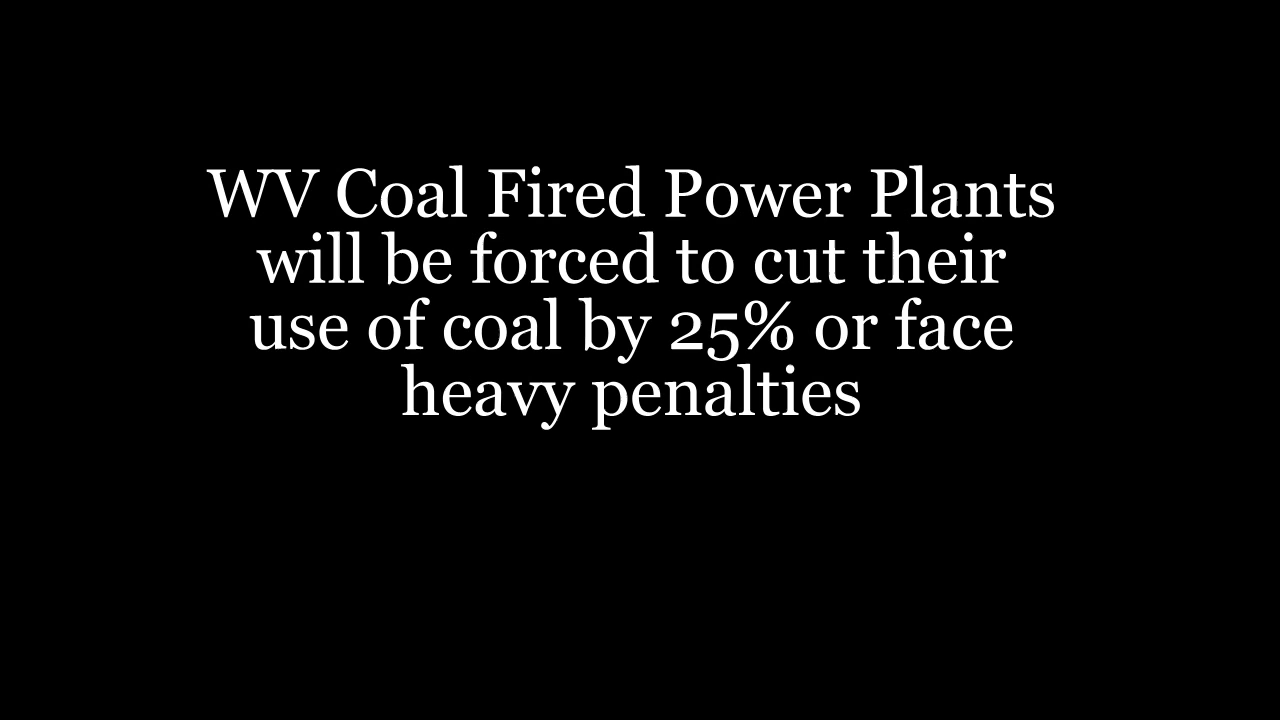 WV Coal Fired Power Plants
will be forced to cut their
use of coal by 25% or face
heavy penalties